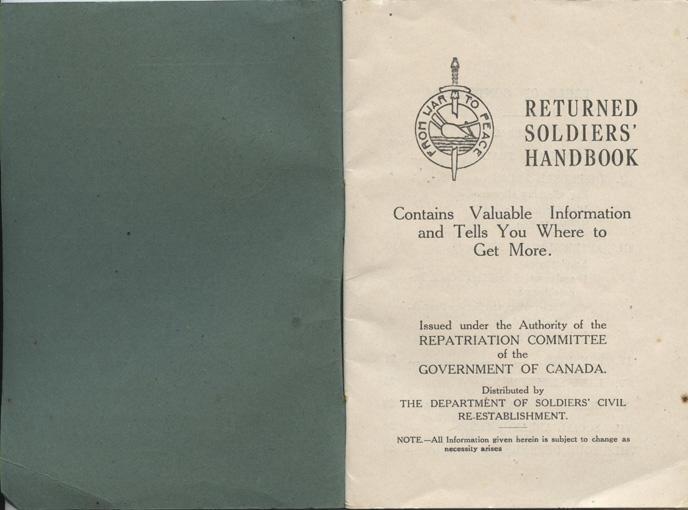 FROM WAR TO PEACE
RETURNED
SOLDIERS'
HANDBOOK
Contains Valuable Information
and Tells You Where to
Get More.
Issued under the Authority of the
REPATRIATION COMMITTEE
of the
GOVERNMENT OF CANADA.
Distributed by
THE DEPARTMENT OF SOLDIERS' CIVIL
RE-ESTABLISHMENT.
NOTE.—All Information given herein is subject to change as
necessity arises